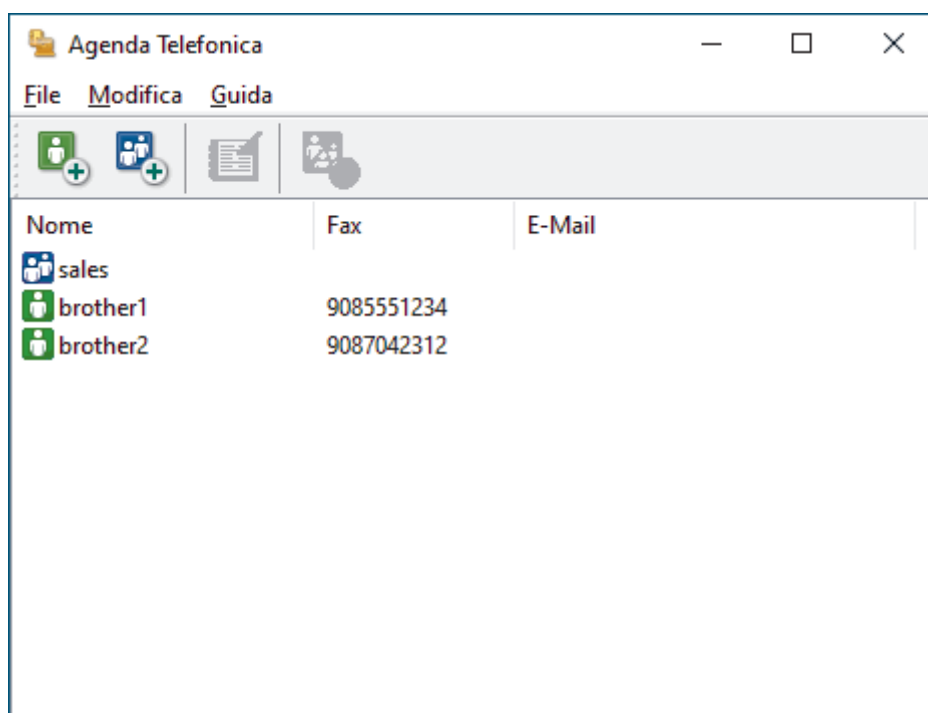 Agenda Telefonica
File Modifica Guida
Nome Fax E-Mail
sales
brother1 9085551234
brother2 9087042312